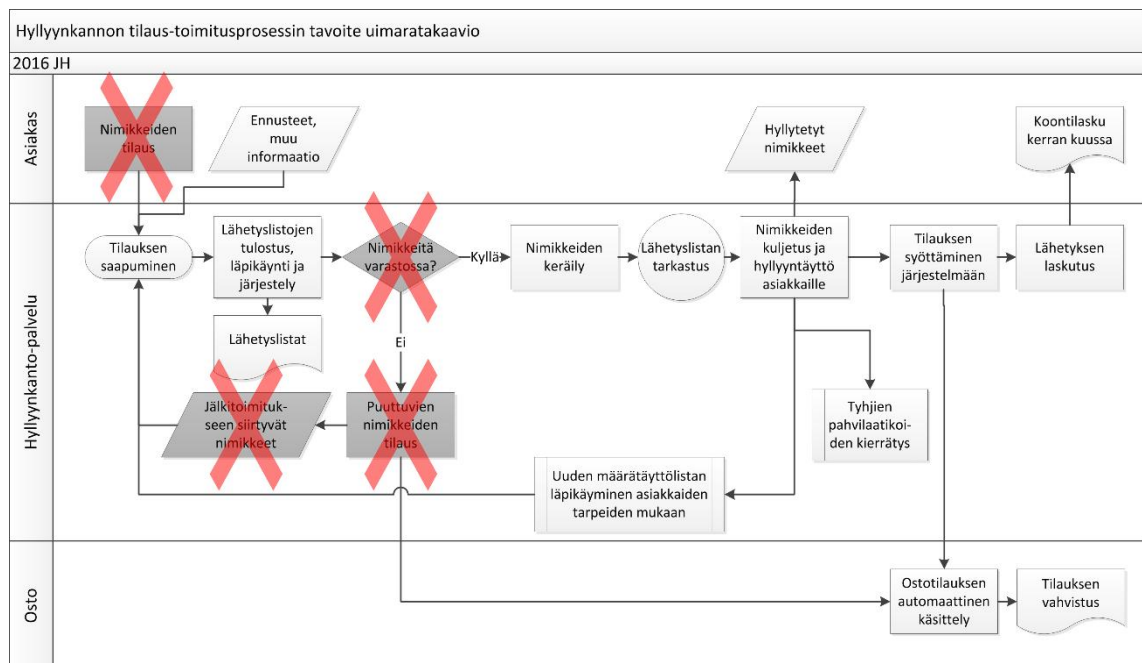 Hyllyynkannon tilaus-toimitusprosessin tavoite uimaratakaavio
2016 JH
Asiakas
Nimikkeiden
tilaus
Ennusteet,
muu
informaatio
Hyllytetyt
nimikkeet
Koontilasku
kerran kuussa
Hyllyynkanto-palvelu
Tilauksen
saapuminen
Lähetyslistojen
tulostus,
läpikäynti ja
järjestely
Nimikkeitä
varastossa?
Kyllä
Nimikkeiden
keräily
Lähetyslistan
tarkastus
Nimikkeiden
kuljetus ja
hyllyyntäyttö
asiakkaille
Tilauksen
syöttäminen
järjestelmään
Lähetyksen
laskutus
Lähetyslistat
Ei
Jälkitoimituk-
seen siirtyvät
nimikkeet
Puuttuvien
nimikkeiden
tilaus
Tyhjien
pahvilaatikoi-
den kierrätys
Uuden määrätäyttölistan
läpikäyminen asiakkaiden
tarpeiden mukaan
Osto
Ostotilauksen
automaattinen
käsittely
Tilauksen
vahvistus